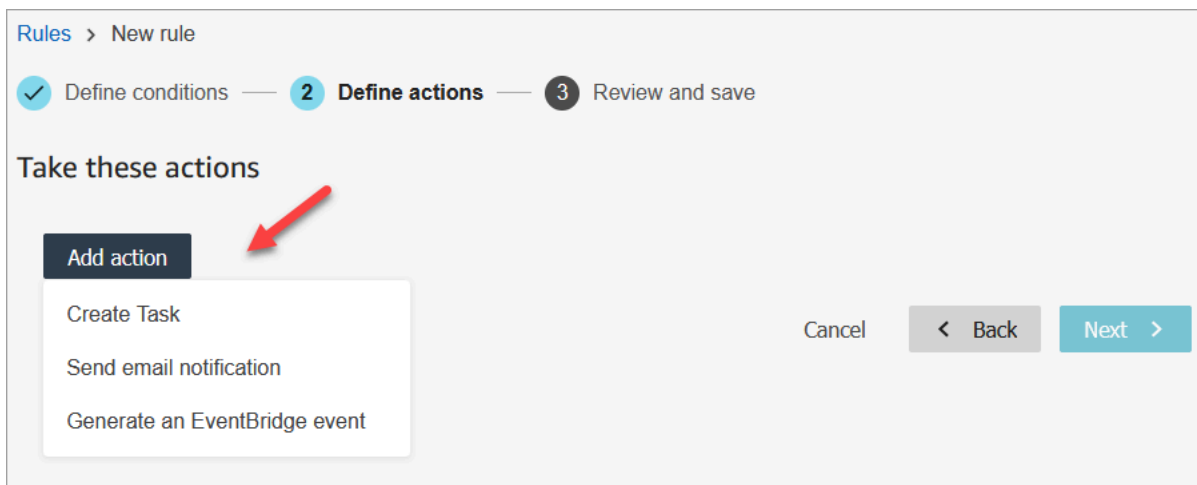 Rules > New rule
Define conditions 2 Define actions 3 Review and save
Take these actions
Add action
Create Task
Send email notification
Generate an EventBridge event
Cancel < Back Next >